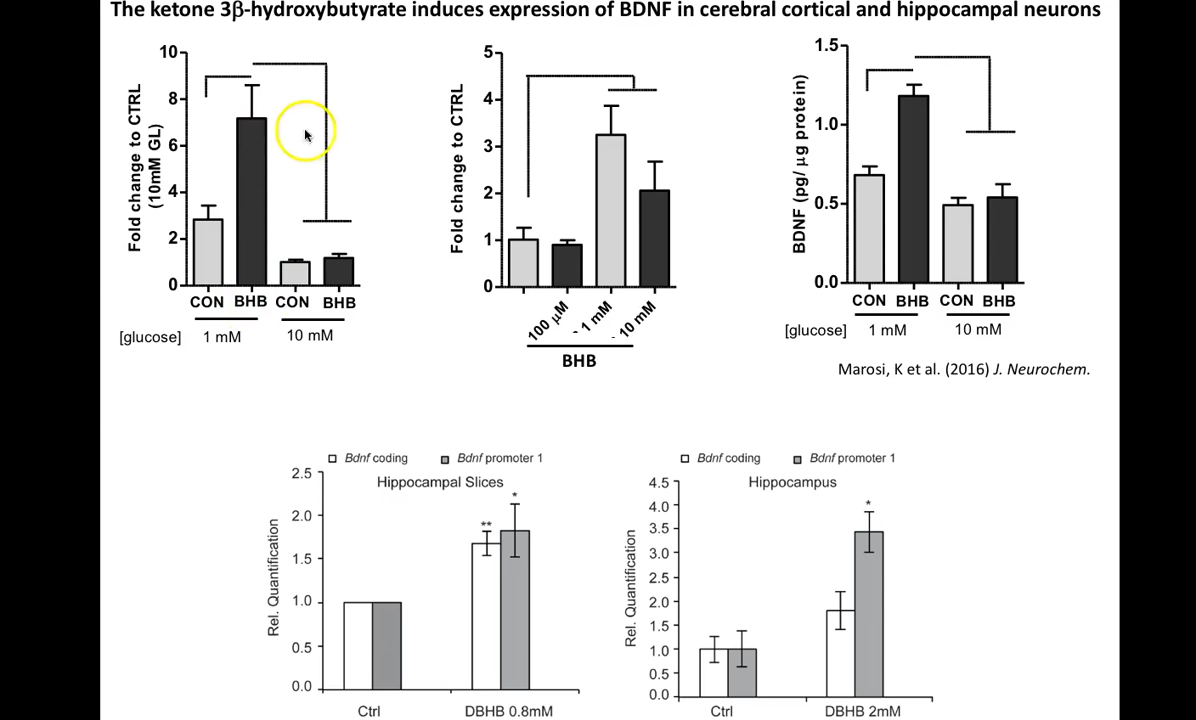 The ketone 3β-hydroxybutyrate induces expression of BDNF in cerebral cortical and hippocampal neurons
Fold change to CTRL
(10mM GL)
10
8
6
4
2
0
CON BHB CON BHB
[glucose] 1 mM 10 mM
Fold change to CTRL
5
4
3
2
1
0
100 μM 1 mM 10 mM
BHB
BDNF (pg/ μg protein)
1.5
1.0
0.5
0.0
CON BHB CON BHB
[glucose] 1 mM 10 mM
Marosi, K et al. (2016) J. Neurochem.
Bdnf coding Bdnf promoter 1
Hippocampal Slices
Rel. Quantification
2.5
2.0
1.5
1.0
0.5
0.0
** *
Ctrl DBHB 0.8mM
Bdnf coding Bdnf promoter 1
Hippocampus
Rel. Quantification
4.5
4.0
3.5
3.0
2.5
2.0
1.5
1.0
0.5
0.0
*
Ctrl DBHB 2mM